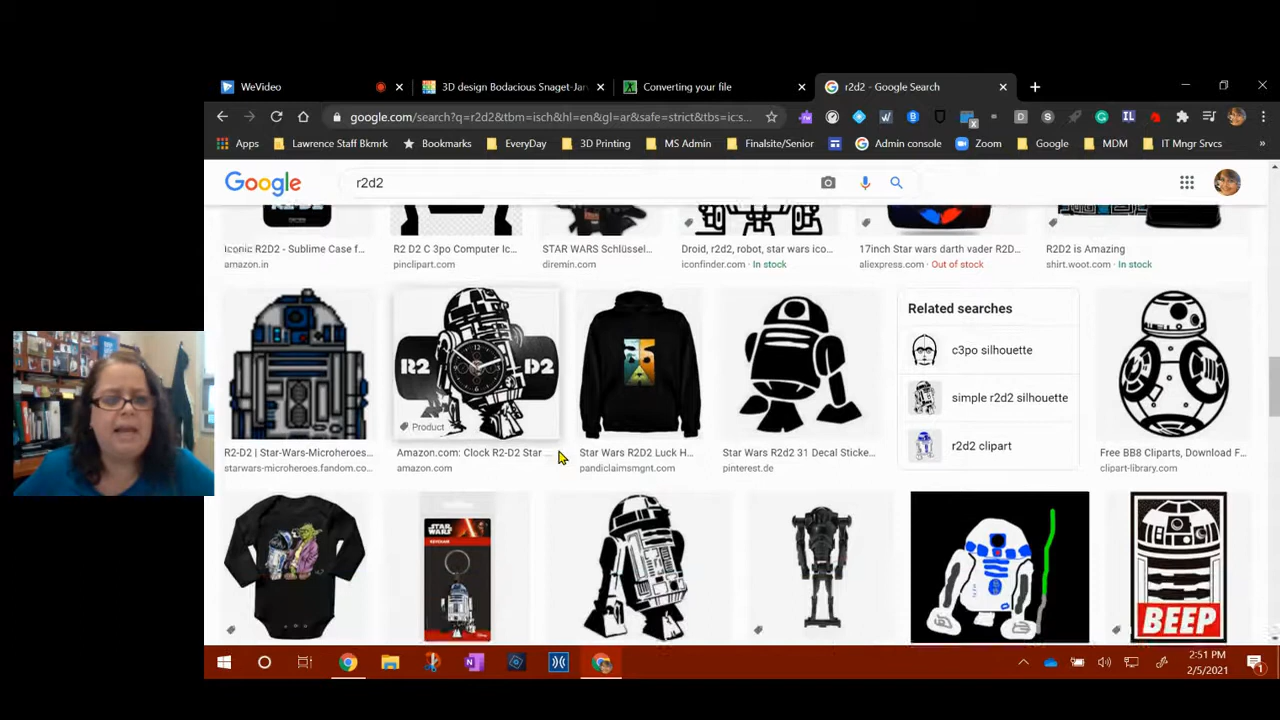 WeVideo
3D design Bodacious Snaget-Jarv
Converting your file
r2d2 - Google Search
google.com/search?q=r2d2&tbm=isch&hl=en&gl=ar&safe=strict&tbs=ic:s...
Apps
Lawrence Staff Bkmrk
Bookmarks
EveryDay
3D Printing
MS Admin
Finalsite/Senior
Admin console
Zoom
Google
MDM
IT Mngr Srvcs
»
Google
r2d2
Iconic R2D2 - Sublime Case f...
amazon.in
R2 D2 C 3po Computer Ic...
pinclipart.com
STAR WARS Schlüssel...
diremin.com
Droid, r2d2, robot, star wars ico...
iconfinder.com · In stock
17inch Star wars darth vader R2D...
aliexpress.com · Out of stock
R2D2 is Amazing
shirt.woot.com · In stock
R2
D2
Product
R2-D2 | Star-Wars-Microheroes...
starwars-microheroes.fandom.co...
Amazon.com: Clock R2-D2 Star ...
amazon.com
Star Wars R2D2 Luck H...
pandiclaimsmgnt.com
Star Wars R2d2 31 Decal Sticke...
pinterest.de
Related searches
c3po silhouette
simple r2d2 silhouette
r2d2 clipart
Free BB8 Cliparts, Download F...
clipart-library.com
STAR WARS
BEEP
2:51 PM
2/5/2021
1